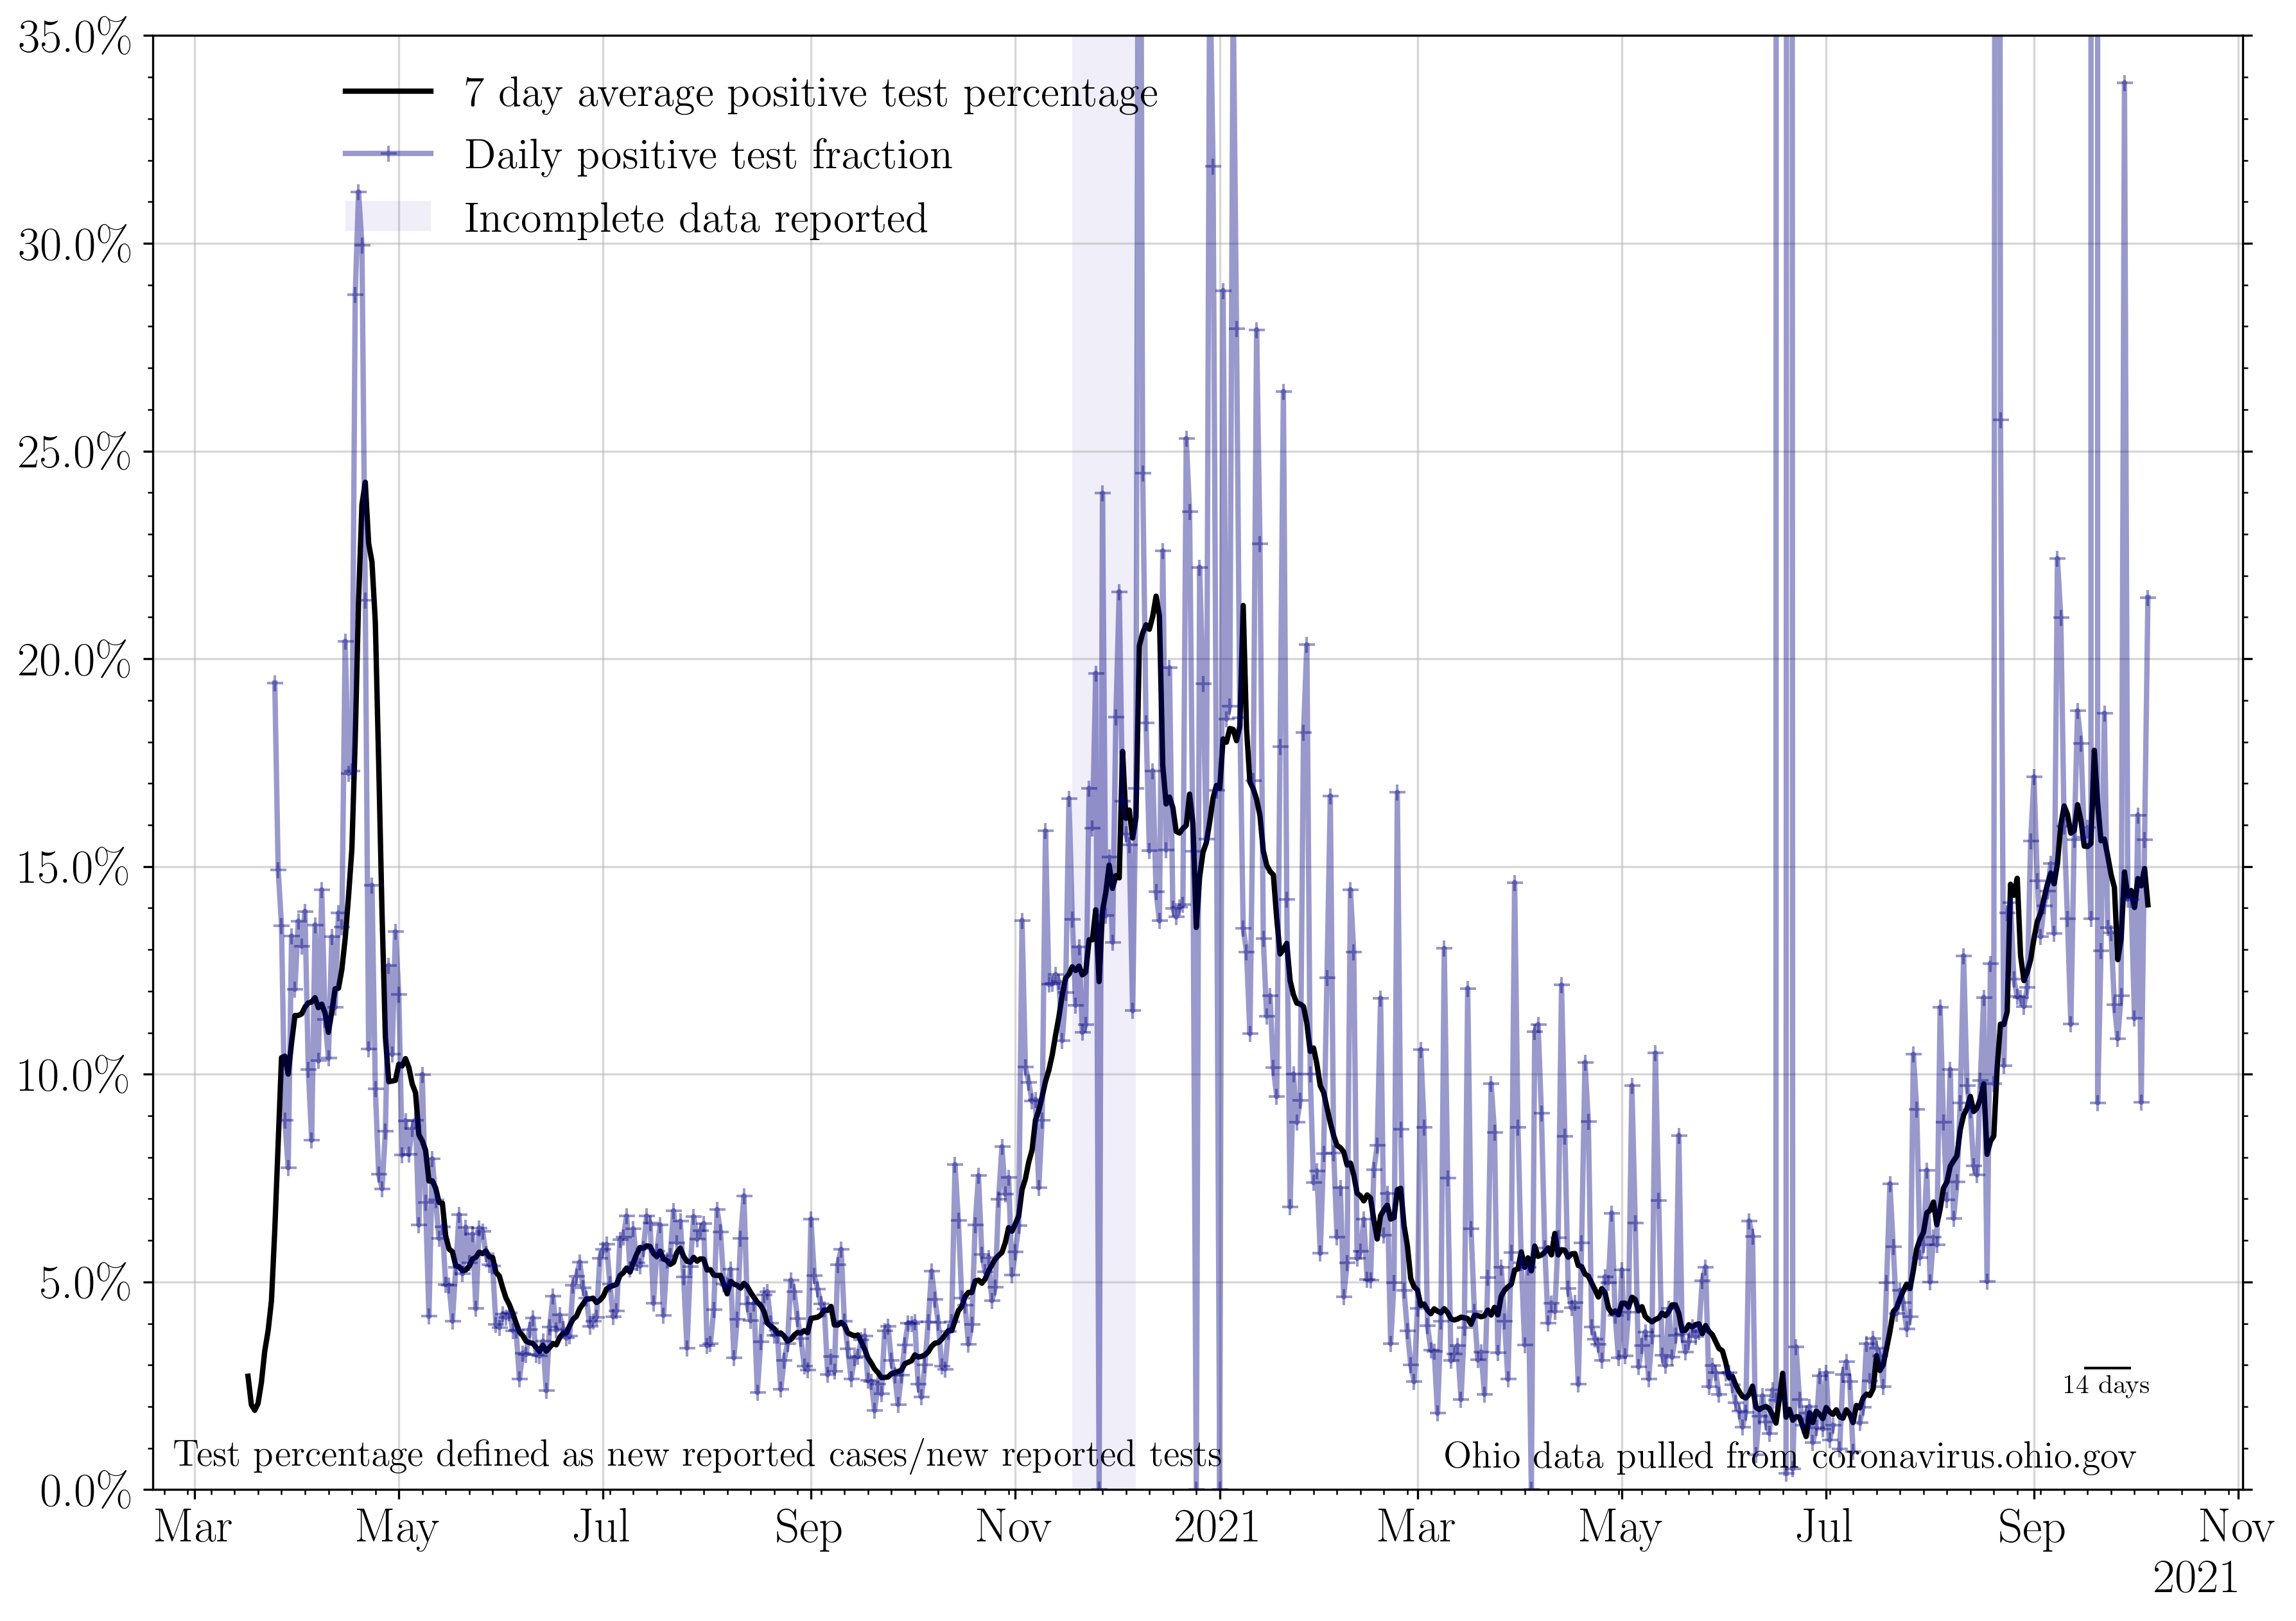 35.0%
30.0%
25.0%
20.0%
15.0%
10.0%
5.0%
0.0%
7 day average positive test percentage
Daily positive test fraction
Incomplete data reported
14 days
Test percentage defined as new reported cases/new reported tests
Ohio data pulled from coronavirus.ohio.gov
Mar May Jul Sep Nov 2021 Mar May Jul Sep Nov
2021